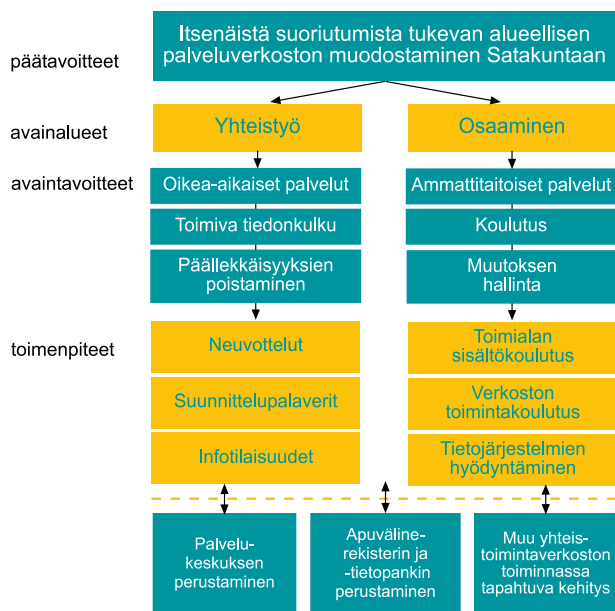 päätavoitteet
Itsenäistä suoriutumista tukevan alueellisen
palveluverkoston muodostaminen Satakuntaan
avainalueet
Yhteistyö
Osaaminen
avaintavoitteet
Oikea-aikaiset palvelut
Ammattitaitoiset palvelut
Toimiva tiedonkulku
Koulutus
Päällekkäisyyksien
poistaminen
Muutoksen
hallinta
toimenpiteet
Neuvottelut
Toimialan
sisältökoulutus
Suunnittelupalaverit
Verkoston
toimintakoulutus
Infotilaisuudet
Tietojärjestelmien
hyödyntäminen
Palvelu-
keskuksen
perustaminen
Apuväline-
rekisterin ja
-tietopankin
perustaminen
Muu yhteis-
toimintaverkoston
toiminnassa
tapahtuva kehitys